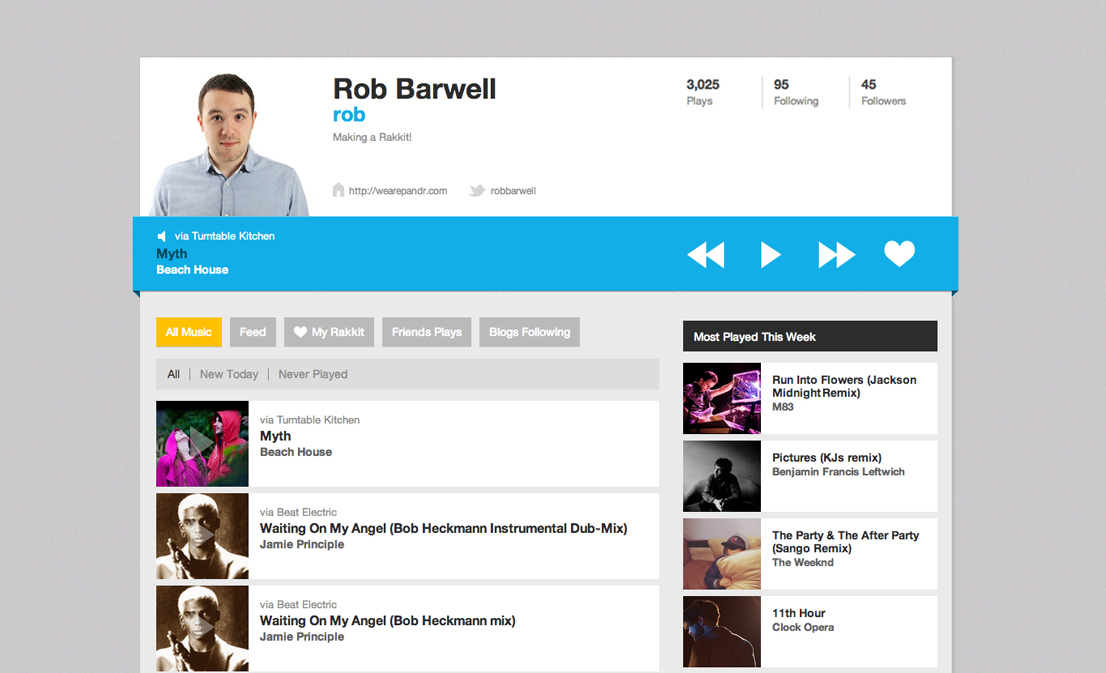 Rob Barwell
rob
Making a Rakkit!
http://wearepandr.com robbarwell
3,025 95 45
Plays Following Followers
via Turntable Kitchen
Myth
Beach House
All Music Feed My Rakkit Friends Plays Blogs Following
All | New Today | Never Played
via Turntable Kitchen
Myth
Beach House
via Beat Electric
Waiting On My Angel (Bob Heckmann Instrumental Dub-Mix)
Jamie Principle
via Beat Electric
Waiting On My Angel (Bob Heckmann mix)
Jamie Principle
Most Played This Week
Run Into Flowers (Jackson
Midnight Remix)
M83
Pictures (KJs remix)
Benjamin Francis Leftwich
The Party & The After Party
(Sango Remix)
The Weeknd
11th Hour
Clock Opera